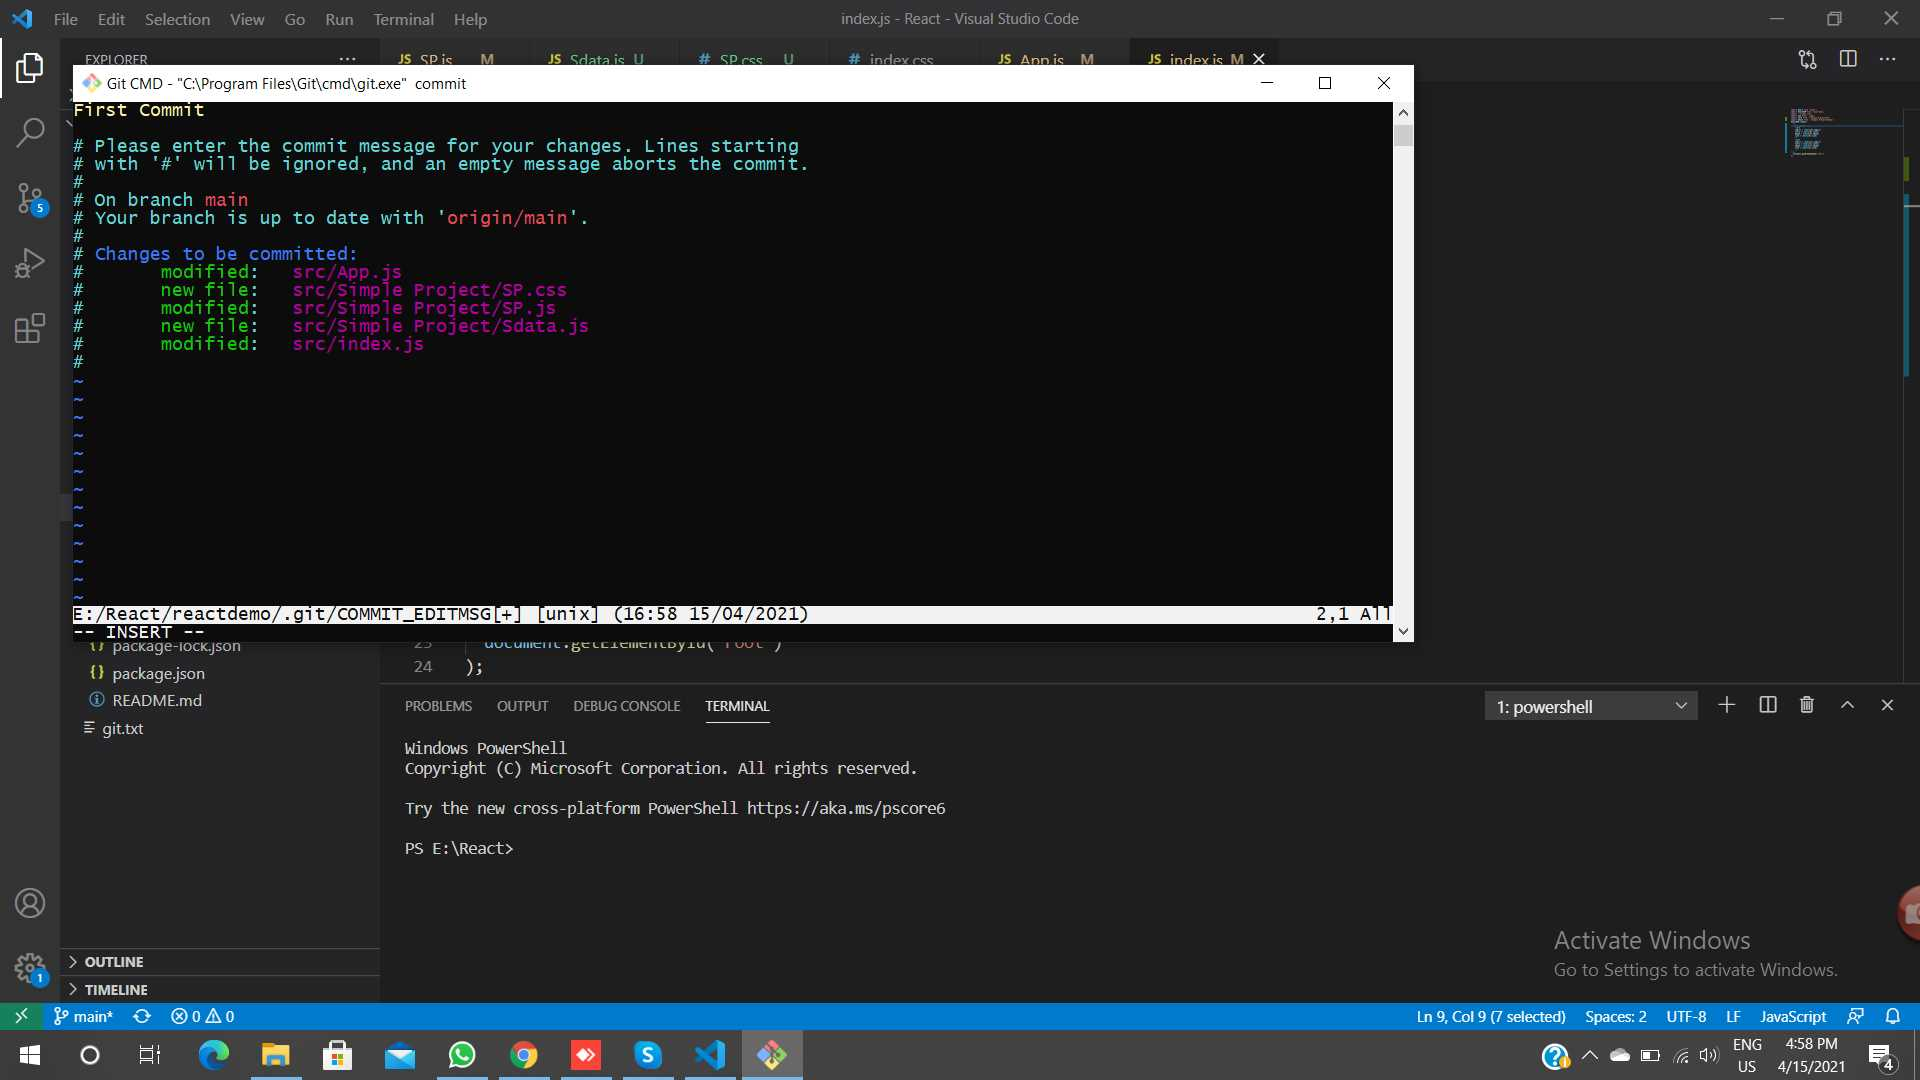 File Edit Selection View Go Run Terminal Help
index.js - React - Visual Studio Code
EXPLORER
JS SP.js M
JS Sdata.js U
# SP.css U
# index.css
JS App.js M
JS index.js M
Git CMD - "C:\Program Files\Git\cmd\git.exe" commit
First Commit
# Please enter the commit message for your changes. Lines starting
# with '#' will be ignored, and an empty message aborts the commit.
#
# On branch main
# Your branch is up to date with 'origin/main'.
#
# Changes to be committed:
# modified: src/App.js
# new file: src/Simple Project/SP.css
# modified: src/Simple Project/SP.js
# new file: src/Simple Project/Sdata.js
# modified: src/index.js
#
~
~
~
~
~
~
~
~
~
~
~
~
~
E:/React/reactdemo/.git/COMMIT_EDITMSG[+] [unix] (16:58 15/04/2021) 2,1 All
-- INSERT --
5
{} package-lock.json
{} package.json
README.md
git.txt
23 document.getElementById('root')
24 );
PROBLEMS OUTPUT DEBUG CONSOLE TERMINAL
1: powershell
Windows PowerShell
Copyright (C) Microsoft Corporation. All rights reserved.
Try the new cross-platform PowerShell https://aka.ms/pscore6
PS E:\React>
Activate Windows
Go to Settings to activate Windows.
1
OUTLINE
TIMELINE
main* 0 0
Ln 9, Col 9 (7 selected) Spaces: 2 UTF-8 LF JavaScript
ENG
US
4:58 PM
4/15/2021
4